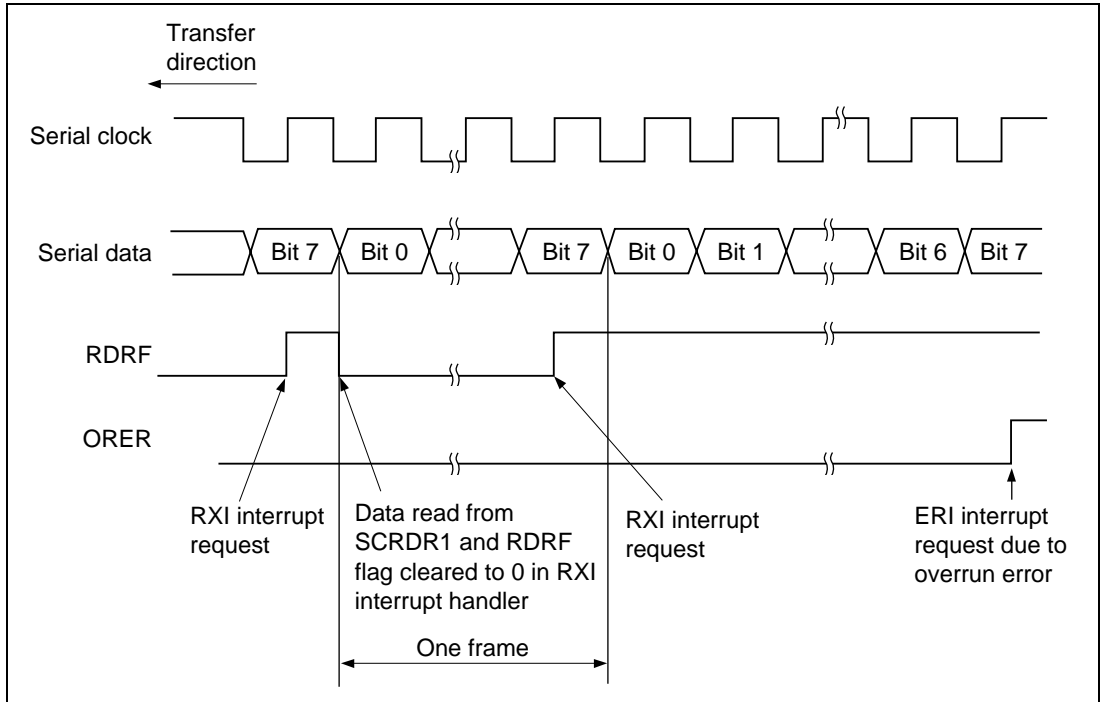 Transfer
direction
Serial clock
Serial data
Bit 7 Bit 0 Bit 7 Bit 0 Bit 1 Bit 6 Bit 7
RDRF
ORER
RXI interrupt
request
Data read from
SCRDR1 and RDRF
flag cleared to 0 in RXI
interrupt handler
RXI interrupt
request
ERI interrupt
request due to
overrun error
One frame